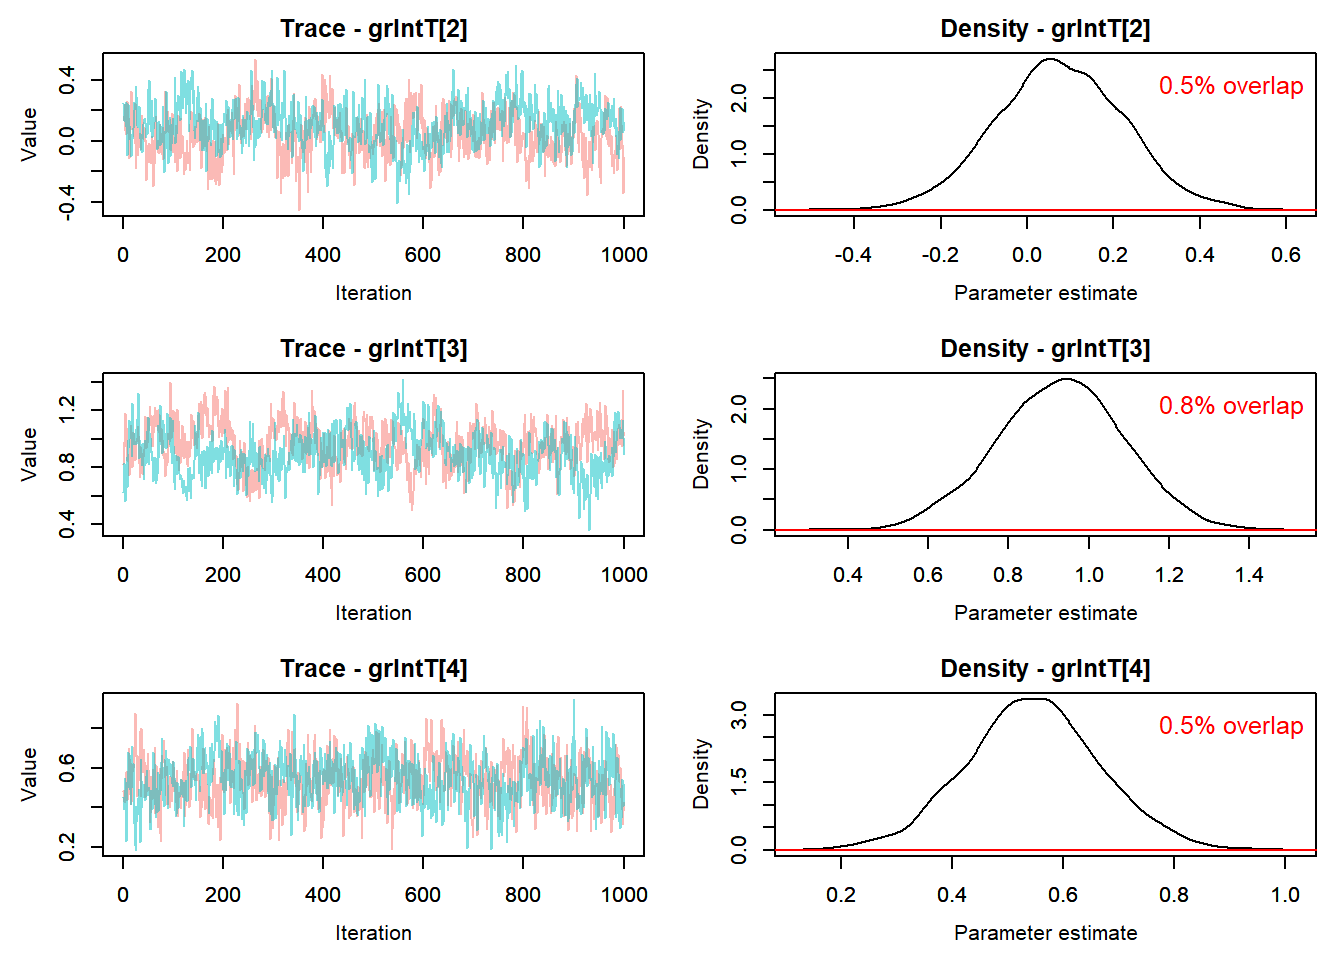 Trace - grIntT[2]
Value
-0.4 0.0 0.4
0 200 400 600 800 1000
Iteration
Density - grIntT[2]
0.5% overlap
Density
0.0 1.0 2.0
-0.4 -0.2 0.0 0.2 0.4 0.6
Parameter estimate
Trace - grIntT[3]
Value
0.4 0.8 1.2
0 200 400 600 800 1000
Iteration
Density - grIntT[3]
0.8% overlap
Density
0.0 1.0 2.0
0.4 0.6 0.8 1.0 1.2 1.4
Parameter estimate
Trace - grIntT[4]
Value
0.2 0.6
0 200 400 600 800 1000
Iteration
Density - grIntT[4]
0.5% overlap
Density
0.0 1.5 3.0
0.2 0.4 0.6 0.8 1.0
Parameter estimate